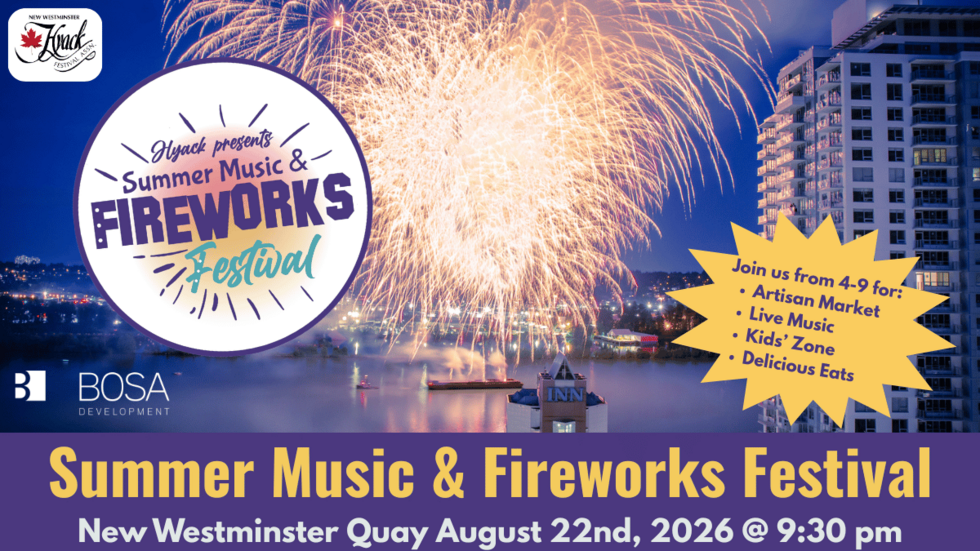 NEW WESTMINSTER
Hyack
FESTIVAL ASSN.
Hyack presents
Summer Music &
FIREWORKS
Festival
Join us from 4-9 for:
• Artisan Market
• Live Music
• Kids' Zone
• Delicious Eats
B
BOSA
DEVELOPMENT
INN
Summer Music & Fireworks Festival
New Westminster Quay August 22nd, 2026 @ 9:30 pm